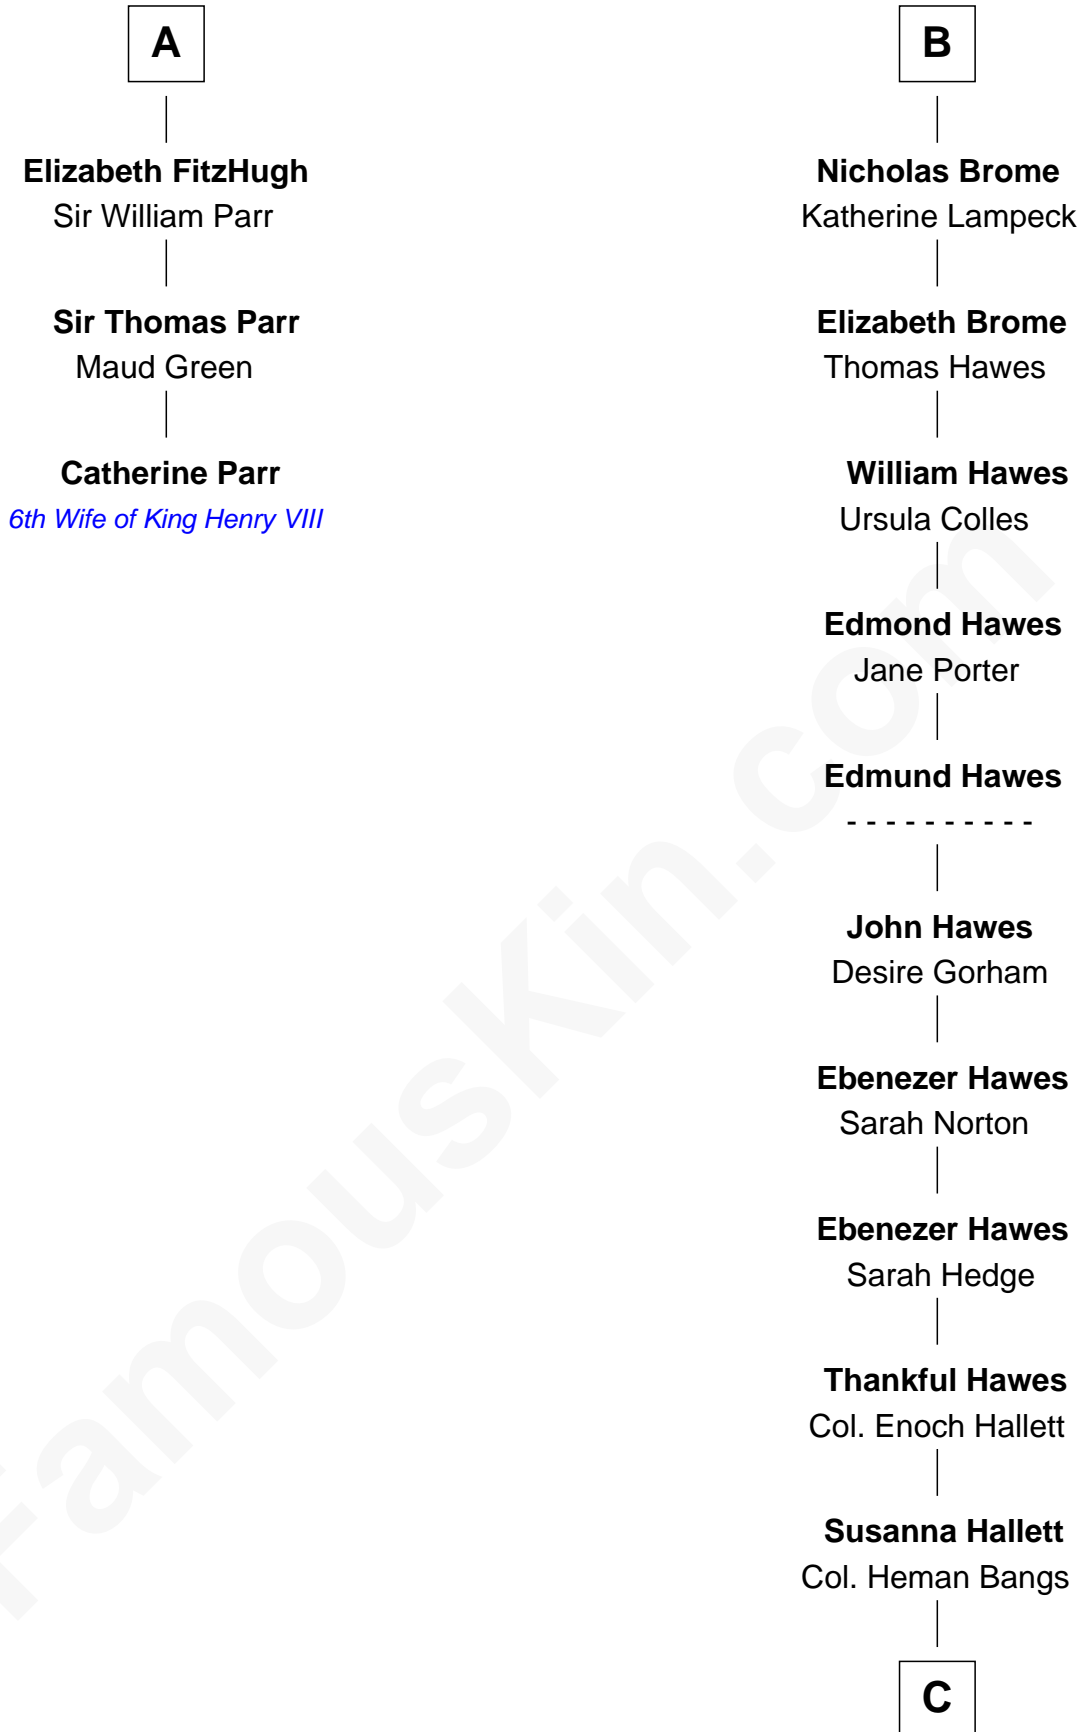 A
Elizabeth FitzHugh
Sir William Parr
Sir Thomas Parr
Maud Green
Catherine Parr
6th Wife of King Henry VIII
B
Nicholas Brome
Katherine Lampeck
Elizabeth Brome
Thomas Hawes
William Hawes
Ursula Colles
Edmond Hawes
Jane Porter
Edmund Hawes
- - - - - - - - - -
John Hawes
Desire Gorham
Ebenezer Hawes
Sarah Norton
Ebenezer Hawes
Sarah Hedge
Thankful Hawes
Col. Enoch Hallett
Susanna Hallett
Col. Heman Bangs
C
FamousKin.com